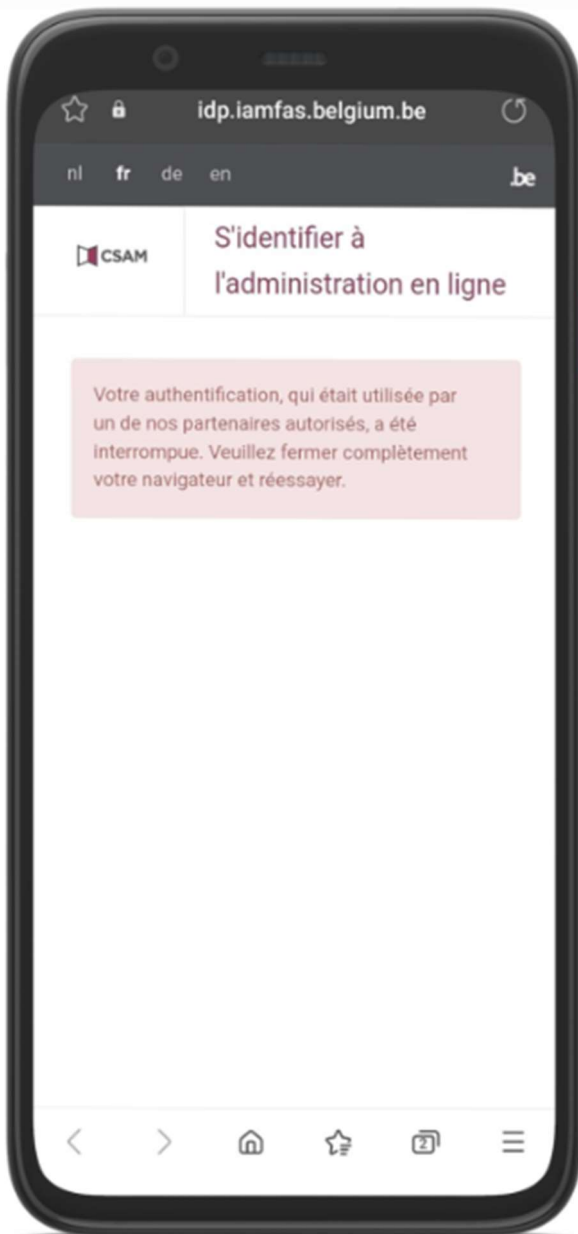 idp.iamfas.belgium.be
nl fr de en .be
CSAM
S'identifier à
l'administration en ligne
Votre authentification, qui était utilisée par
un de nos partenaires autorisés, a été
interrompue. Veuillez fermer complètement
votre navigateur et réessayer.
2